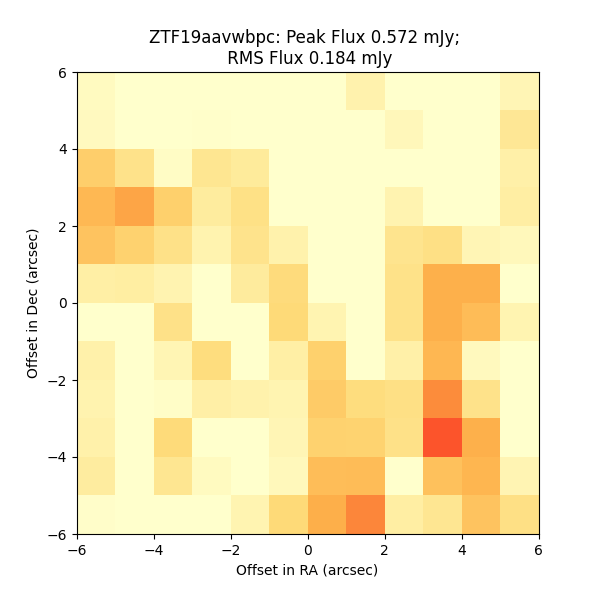 ZTF19aavwbpc: Peak Flux 0.572 mJy;
RMS Flux 0.184 mJy
6
4
2
0
−2
−4
−6
Offset in Dec (arcsec)
−6 −4 −2 0 2 4 6
Offset in RA (arcsec)